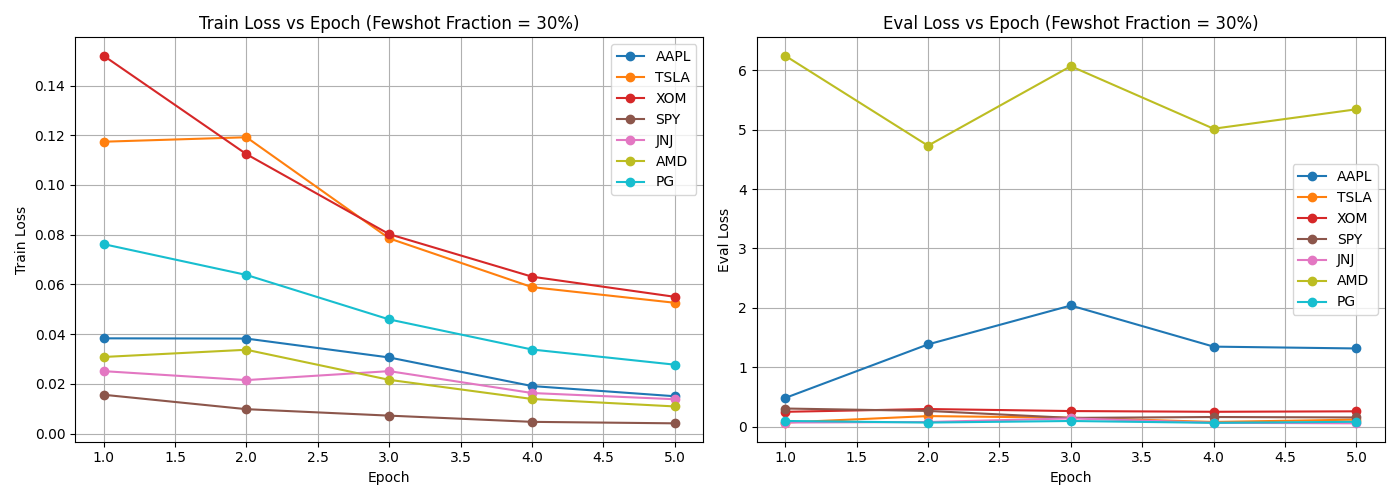 Train Loss vs Epoch (Fewshot Fraction = 30%)
Train Loss
0.14
0.12
0.10
0.08
0.06
0.04
0.02
0.00
AAPL
TSLA
XOM
SPY
JNJ
AMD
PG
1.0 1.5 2.0 2.5 3.0 3.5 4.0 4.5 5.0
Epoch
Eval Loss vs Epoch (Fewshot Fraction = 30%)
Eval Loss
6
5
4
3
2
1
0
AAPL
TSLA
XOM
SPY
JNJ
AMD
PG
1.0 1.5 2.0 2.5 3.0 3.5 4.0 4.5 5.0
Epoch